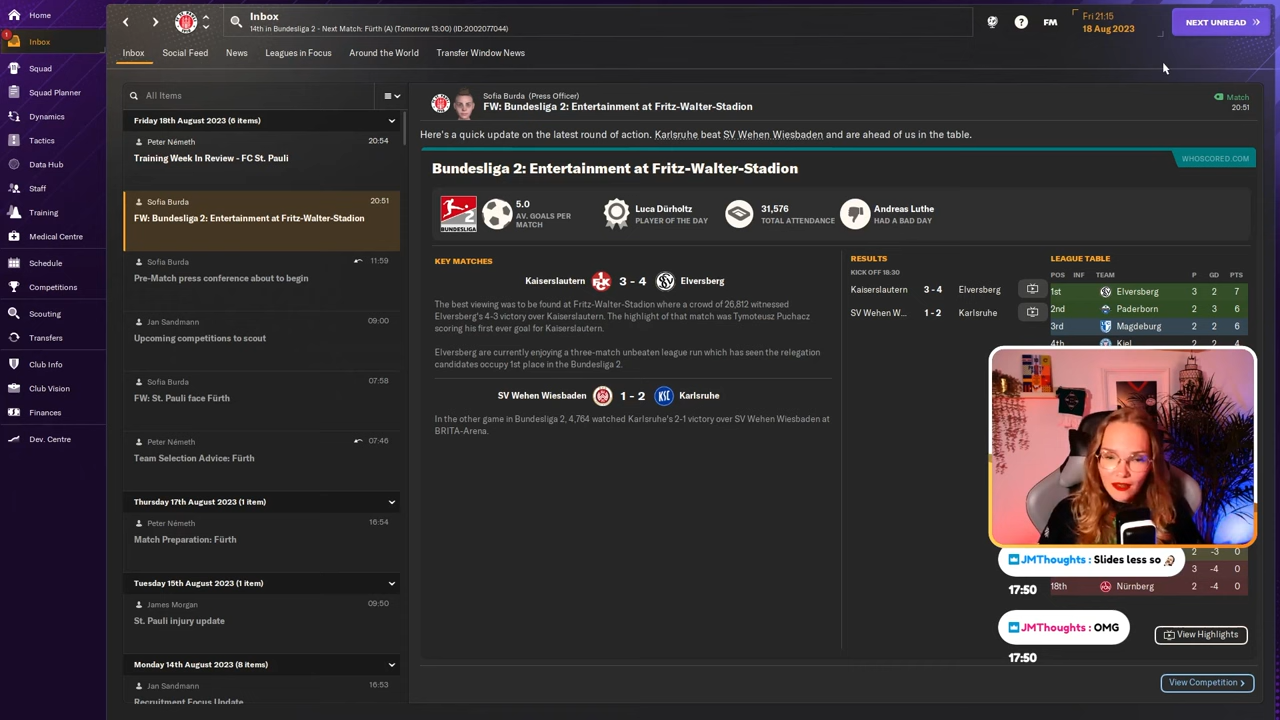 Home
1
Inbox
Squad
Squad Planner
Dynamics
Tactics
Data Hub
Staff
Training
Medical Centre
Schedule
Competitions
Scouting
Transfers
Club Info
Club Vision
Finances
Dev. Centre
Inbox
14th in Bundesliga 2 - Next Match: Fürth (A) (Tomorrow 13:00) (ID:2002077044)
FM
Fri 21:15
18 Aug 2023
NEXT UNREAD
Inbox Social Feed News Leagues in Focus Around the World Transfer Window News
All Items
Friday 18th August 2023 (6 items)
Peter Németh 20:54
Training Week In Review - FC St. Pauli
Sofia Burda 20:51
FW: Bundesliga 2: Entertainment at Fritz-Walter-Stadion
Sofia Burda 11:59
Pre-Match press conference about to begin
Jan Sandmann 09:00
Upcoming competitions to scout
Sofia Burda 07:58
FW: St. Pauli face Fürth
Peter Németh 07:46
Team Selection Advice: Fürth
Thursday 17th August 2023 (1 item)
Peter Németh 16:54
Match Preparation: Fürth
Tuesday 15th August 2023 (1 item)
James Morgan 09:50
St. Pauli injury update
Monday 14th August 2023 (8 items)
Jan Sandmann 16:53
Recruitment Focus Update
Sofia Burda (Press Officer)
FW: Bundesliga 2: Entertainment at Fritz-Walter-Stadion
Match
20:51
Here's a quick update on the latest round of action. Karlsruhe beat SV Wehen Wiesbaden and are ahead of us in the table.
WHOSCORED.COM
Bundesliga 2: Entertainment at Fritz-Walter-Stadion
BUNDESLIGA
5.0
AV. GOALS PER
MATCH
Luca Dürholtz
PLAYER OF THE DAY
31,576
TOTAL ATTENDANCE
Andreas Luthe
HAD A BAD DAY
KEY MATCHES
Kaiserslautern 3 - 4 Elversberg
The best viewing was to be found at Fritz-Walter-Stadion where a crowd of 26,812 witnessed
Elversberg's 4-3 victory over Kaiserslautern. The highlight of that match was Tymoteusz Puchacz
scoring his first ever goal for Kaiserslautern.
Elversberg are currently enjoying a three-match unbeaten league run which has seen the relegation
candidates occupy 1st place in the Bundesliga 2.
SV Wehen Wiesbaden 1 - 2 KSC Karlsruhe
In the other game in Bundesliga 2, 4,764 watched Karlsruhe's 2-1 victory over SV Wehen Wiesbaden at
BRITA-Arena.
RESULTS
KICK OFF 18:30
Kaiserslautern 3 - 4 Elversberg
SV Wehen W... 1 - 2 Karlsruhe
LEAGUE TABLE
POS INF TEAM P GD PTS
1st Elversberg 3 2 7
2nd Paderborn 2 3 6
3rd Magdeburg 2 2 6
4th Kiel 2 2 4
2 -3 0
3 -4 0
18th Nürnberg 2 -4 0
JMThoughts : Slides less so
17:50
JMThoughts : OMG
17:50
View Highlights
View Competition